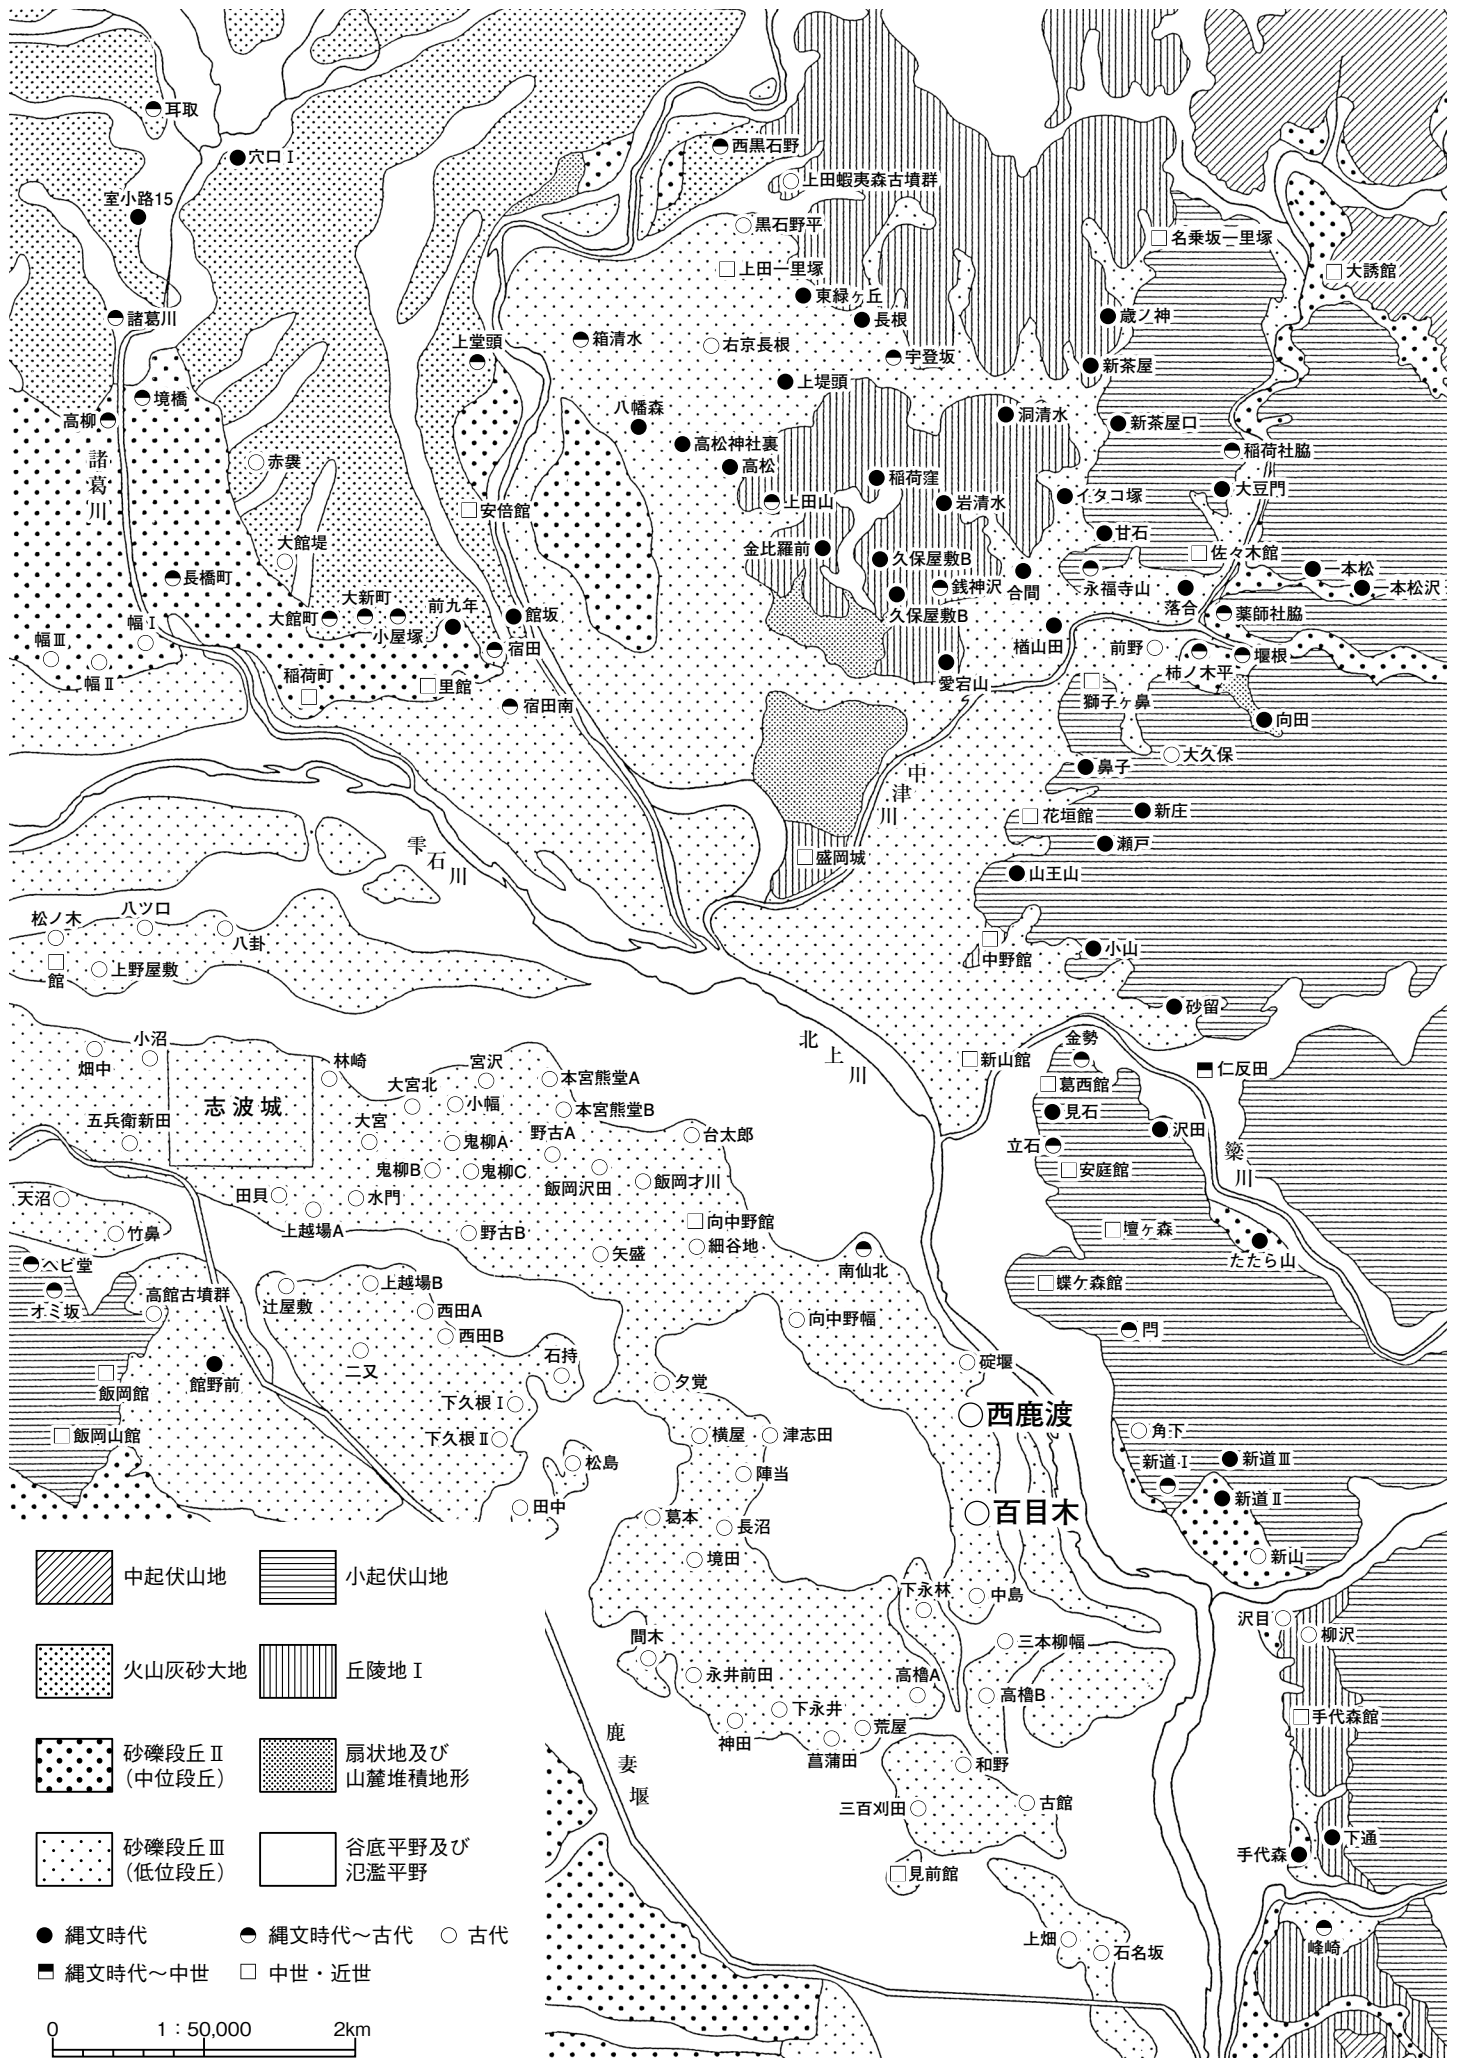 耳取
穴口Ⅰ
西黒石野
上田蝦夷森古墳群
室小路15
黒石野平
名乗坂一里塚
上田一里塚
大誘館
東緑ヶ丘
長根
歳ノ神
諸葛川
上堂頭
箱清水
右京長根
宇登坂
新茶屋
上堤頭
境橋
高柳
八幡森
洞清水
新茶屋口
高松神社裏
高松
稲荷社脇
諸葛川
赤袰
稲荷窪
大豆門
上田山
岩清水
イタコ塚
安倍館
甘石
大館堤
金比羅前
久保屋敷B
佐々木館
一本松
長橋町
銭神沢
合間
永福寺山
落合
一本松沢
久保屋敷B
大新町
大館町
小屋塚
前九年
館坂
薬師社脇
楢山田
幅Ⅰ
幅Ⅲ
幅Ⅱ
宿田
前野
柿ノ木平
堰根
愛宕山
稲荷町
里館
宿田南
獅子ヶ鼻
向田
大久保
鼻子
中津川
花垣館
新庄
瀬戸
雫石川
盛岡城
山王山
松ノ木
八ツ口
八卦
館
上野屋敷
中野館
小山
砂留
北上川
小沼
畑中
林崎
宮沢
本宮熊堂A
大宮北
小幅
本宮熊堂B
志波城
新山館
金勢
仁反田
葛西館
見石
五兵衛新田
大宮
鬼柳A
野古A
台太郎
沢田
立石
簗川
鬼柳B
鬼柳C
飯岡沢田
飯岡才川
安庭館
天沼
田貝
水門
上越場A
竹鼻
野古B
向中野館
細谷地
壇ヶ森
矢盛
南仙北
たたら山
ヘビ堂
オミ坂
高館古墳群
辻屋敷
上越場B
蝶ケ森館
西田A
西田B
向中野幅
門
二又
石持
碇堰
館野前
飯岡館
夕覚
下久根Ⅰ
西鹿渡
飯岡山館
下久根Ⅱ
横屋
津志田
角下
新道Ⅰ
新道Ⅲ
松島
陣当
新道Ⅱ
田中
葛本
長沼
百目木
境田
新山
下永林
中島
沢目
柳沢
間木
三本柳幅
永井前田
高櫓A
高櫓B
下永井
手代森館
神田
荒屋
菖蒲田
鹿妻堰
和野
三百刈田
古館
下通
手代森
見前館
上畑
石名坂
峰崎
中起伏山地
小起伏山地
火山灰砂大地
丘陵地Ⅰ
砂礫段丘Ⅱ
（中位段丘）
扇状地及び
山麓堆積地形
砂礫段丘Ⅲ
（低位段丘）
谷底平野及び
氾濫平野
縄文時代
縄文時代～古代
古代
縄文時代～中世
中世・近世
0 1：50,000 2km